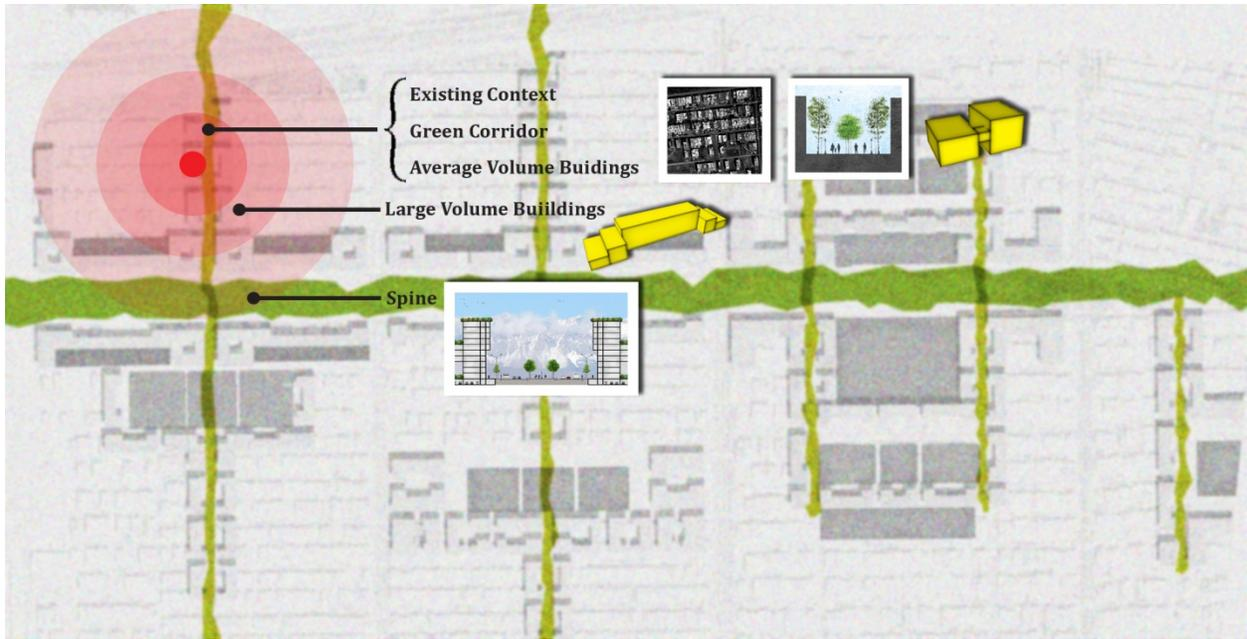 Existing Context
Green Corridor
Average Volume Buidings
Large Volume Buiildings
Spine